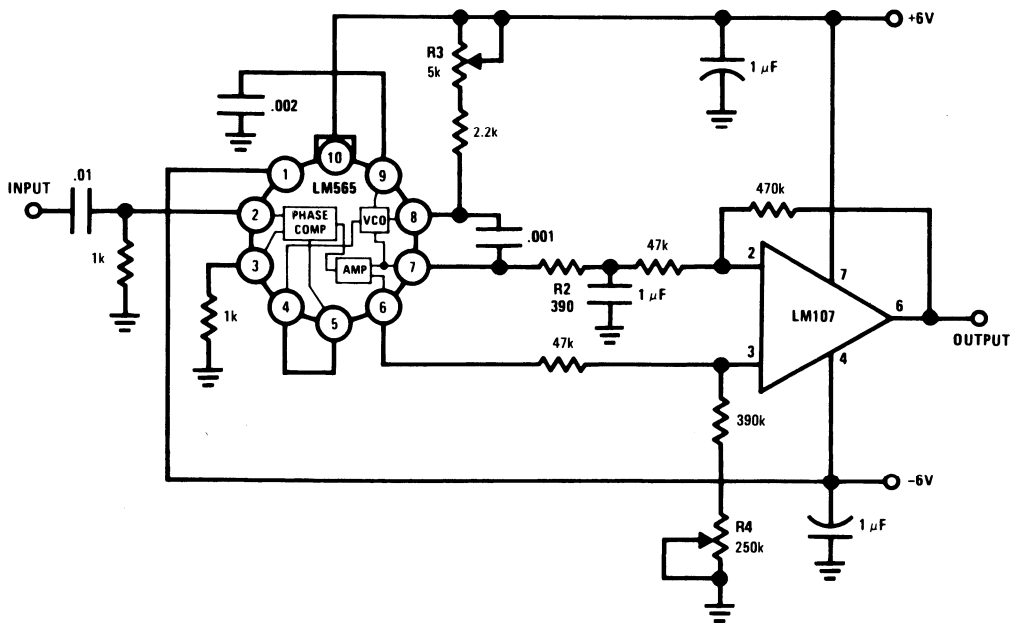 +6V
R3
5k
1 µF
.002
2.2k
10
1
9
.01
LM565
470k
INPUT
2
PHASE
COMP
VCO
8
.001
47k
2
1k
3
AMP
7
7
R2
390
1 µF
6
4
6
LM107
1k
5
OUTPUT
47k
3
4
390k
–6V
R4
250k
1 µF